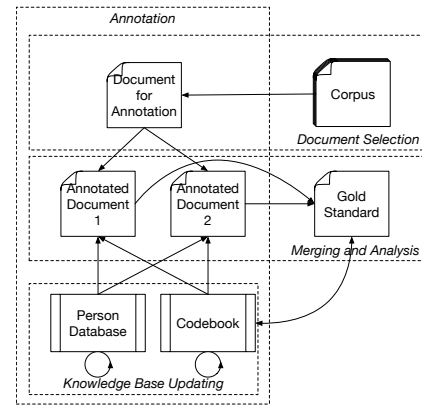 Annotation
Document
for
Annotation
Corpus
Document Selection
Annotated
Document
1
Annotated
Document
2
Gold
Standard
Merging and Analysis
Person
Database
Codebook
Knowledge Base Updating